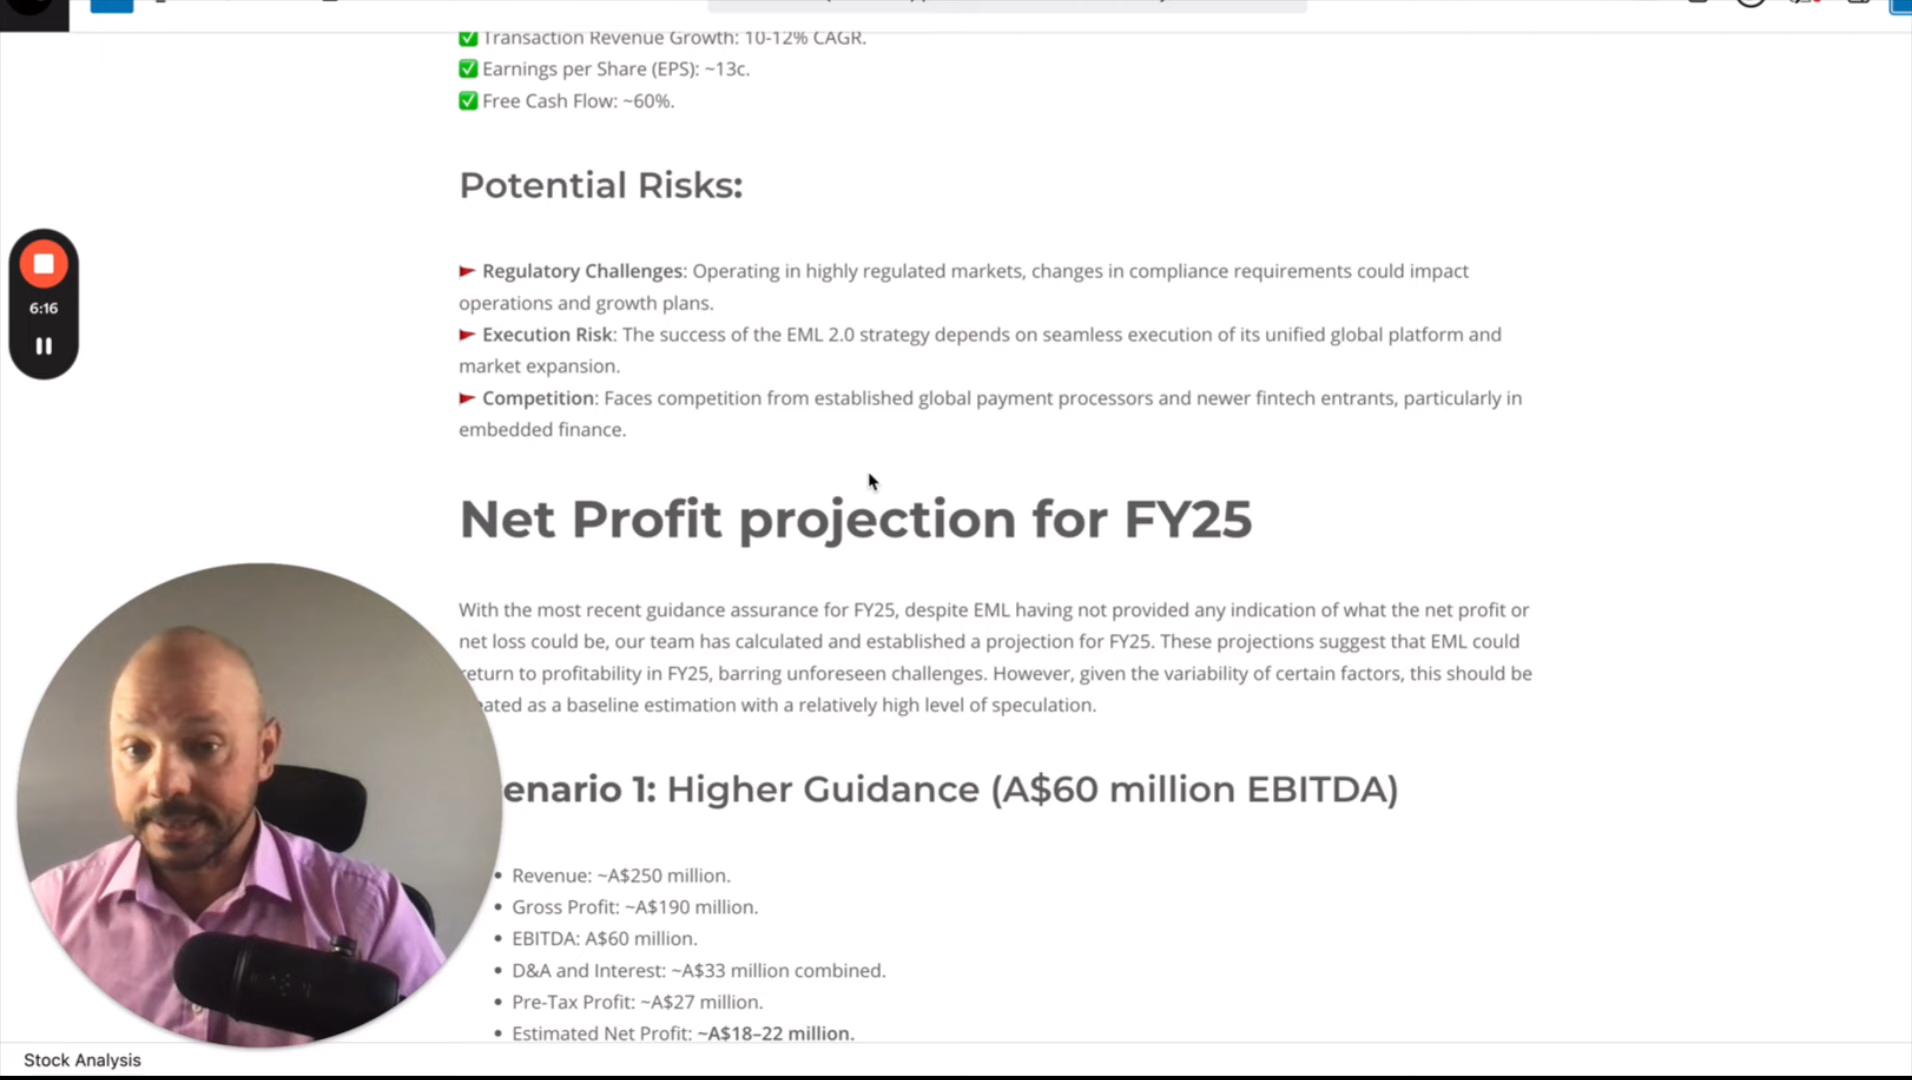 ✅ Transaction Revenue Growth: 10-12% CAGR.
✅ Earnings per Share (EPS): ~13c.
✅ Free Cash Flow: ~60%.
Potential Risks:
Regulatory Challenges: Operating in highly regulated markets, changes in compliance requirements could impact
operations and growth plans.
Execution Risk: The success of the EML 2.0 strategy depends on seamless execution of its unified global platform and
market expansion.
Competition: Faces competition from established global payment processors and newer fintech entrants, particularly in
embedded finance.
6:16
Net Profit projection for FY25
With the most recent guidance assurance for FY25, despite EML having not provided any indication of what the net profit or
net loss could be, our team has calculated and established a projection for FY25. These projections suggest that EML could
return to profitability in FY25, barring unforeseen challenges. However, given the variability of certain factors, this should be
ated as a baseline estimation with a relatively high level of speculation.
enario 1: Higher Guidance (A$60 million EBITDA)
• Revenue: ~A$250 million.
• Gross Profit: ~A$190 million.
• EBITDA: A$60 million.
• D&A and Interest: ~A$33 million combined.
• Pre-Tax Profit: ~A$27 million.
• Estimated Net Profit: ~A$18–22 million.
Stock Analysis